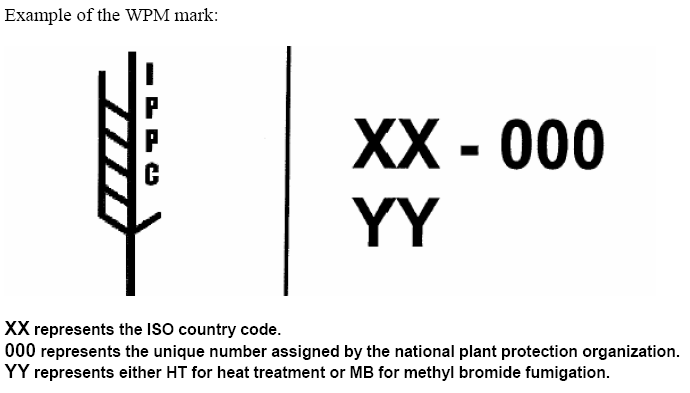 Example of the WPM mark:
IPPC
XX - 000
YY
XX represents the ISO country code.
000 represents the unique number assigned by the national plant protection organization.
YY represents either HT for heat treatment or MB for methyl bromide fumigation.